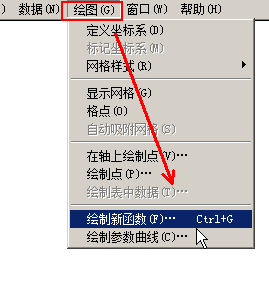 ) 数据(N) 绘图(G) 窗口(W) 帮助(H)
定义坐标系(D)
标记坐标系(M)
网格样式(R)
显示网格(G)
格点(O)
自动吸附网格(S)
在轴上绘制点(V)…
绘制点(P)…
绘制表中数据(T)…
绘制新函数(F)… Ctrl+G
绘制参数曲线(C)…